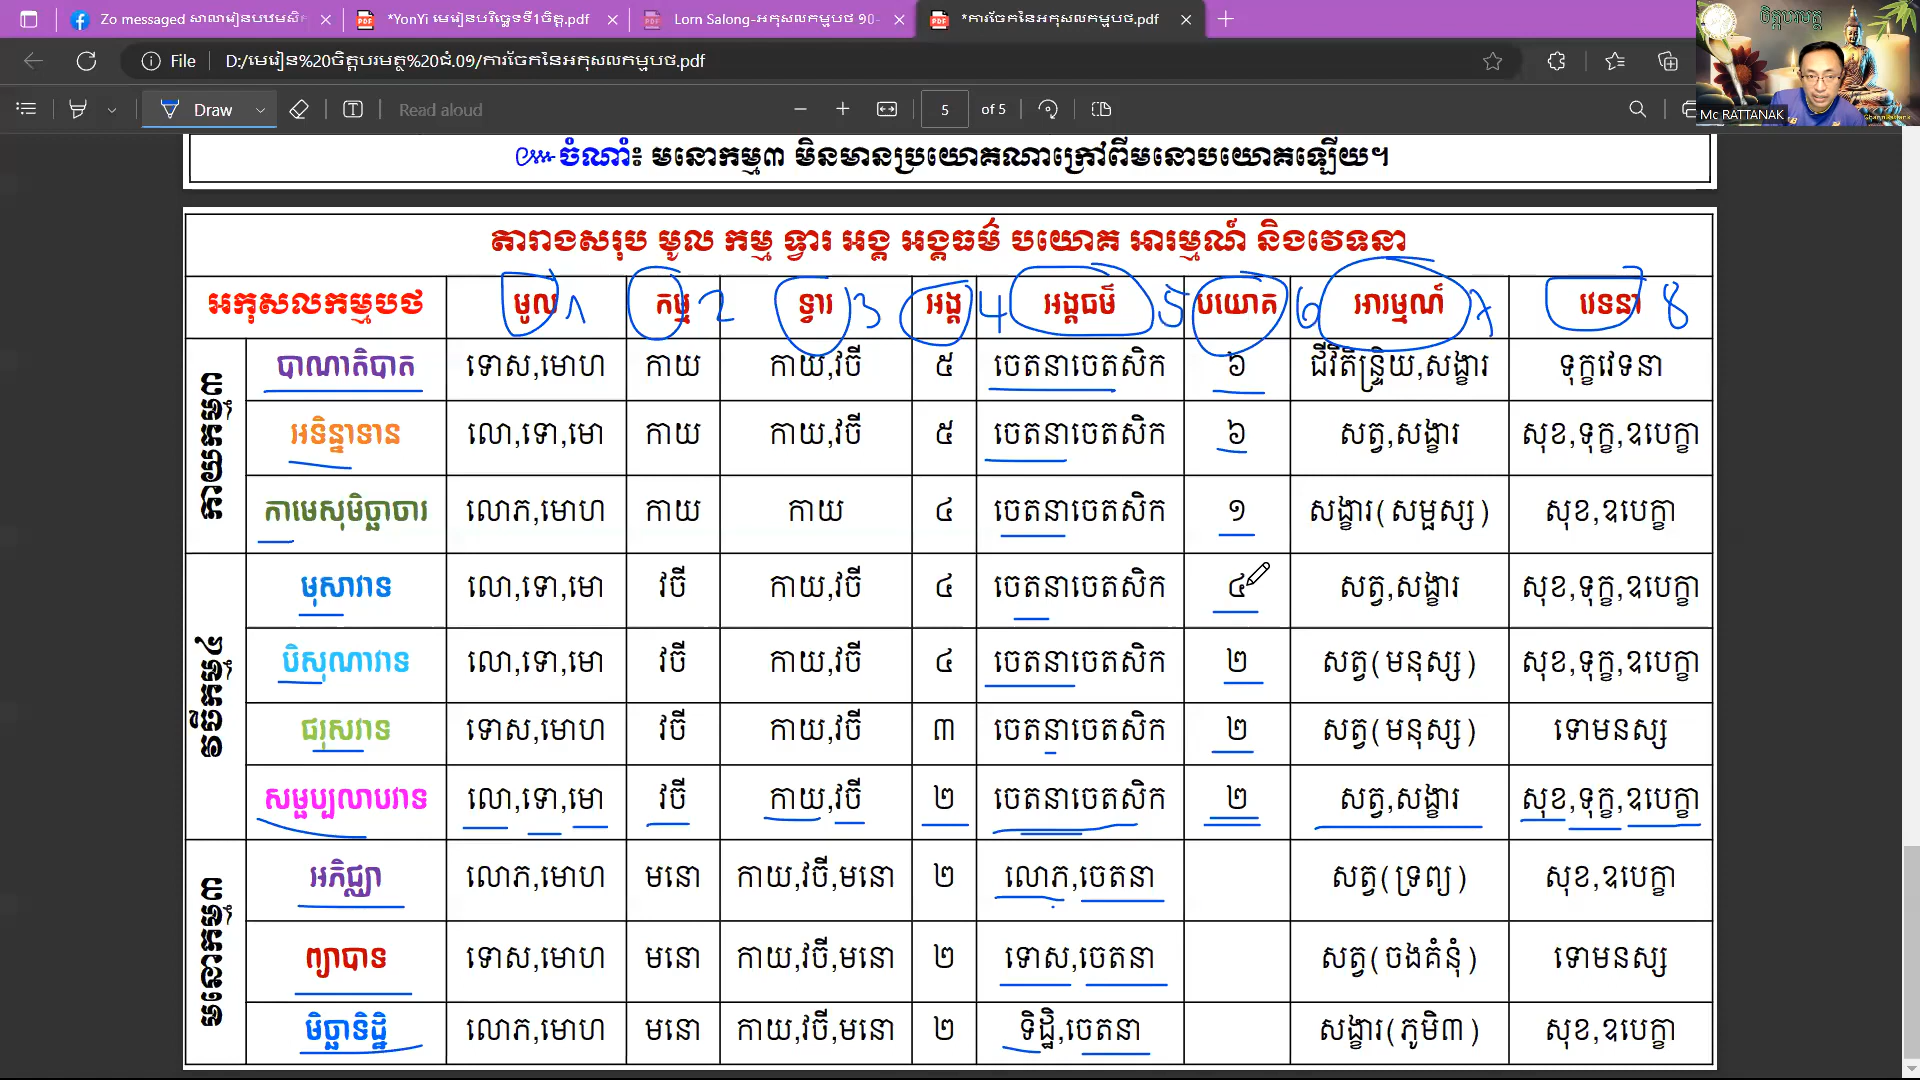 Zo messaged សាលារៀនបឋមសិក
*YonYi មេរៀនបរិច្ឆេទទី1ចិត្ត.pdf
Lorn Salong-អកុសលកម្មបថ 90-
*ការចែកនៃអកុសលកម្មបថ.pdf
File D:/មេរៀន%20ចិត្តបរមត្ថ%20ជំ.09/ការចែកនៃអកុសលកម្មបថ.pdf
Draw Read aloud 5 of 5
ចិត្តបរមត្ថ
Mc RATTANAK
ចំណាំ៖ មនោកម្ម៣ មិនមានប្រយោគណាក្រៅពីមនោបយោគឡើយ។
តារាងសរុប មូល កម្ម ទ្វារ អង្គ អង្គធម៌ បយោគ អារម្មណ៍ និងវេទនា
អកុសលកម្មបថ មូល 1 កម្ម 2 ទ្វារ 3 អង្គ 4 អង្គធម៌ 5 បយោគ 6 អារម្មណ៍ 7 វេទនា 8
កាយកម្ម៣
បាណាតិបាត ទោស,មោហ កាយ កាយ,វចី ៥ ចេតនាចេតសិក ៦ ជីវិតិន្ទ្រិយ,សង្ខារ ទុក្ខវេទនា
អទិន្នាទាន លោ,ទោ,មោ កាយ កាយ,វចី ៥ ចេតនាចេតសិក ៦ សត្វ,សង្ខារ សុខ,ទុក្ខ,ឧបេក្ខា
កាមេសុមិច្ឆាចារ លោភ,មោហ កាយ កាយ ៤ ចេតនាចេតសិក ១ សង្ខារ(សម្ផស្ស) សុខ,ឧបេក្ខា
វចីកម្ម៤
មុសាវាទ លោ,ទោ,មោ វចី កាយ,វចី ៤ ចេតនាចេតសិក ៤ សត្វ,សង្ខារ សុខ,ទុក្ខ,ឧបេក្ខា
បិសុណាវាទ លោ,ទោ,មោ វចី កាយ,វចី ៤ ចេតនាចេតសិក ២ សត្វ(មនុស្ស) សុខ,ទុក្ខ,ឧបេក្ខា
ផរុសវាទ ទោស,មោហ វចី កាយ,វចី ៣ ចេតនាចេតសិក ២ សត្វ(មនុស្ស) ទោមនស្ស
សម្ផប្បលាបវាទ លោ,ទោ,មោ វចី កាយ,វចី ២ ចេតនាចេតសិក ២ សត្វ,សង្ខារ សុខ,ទុក្ខ,ឧបេក្ខា
មនោកម្ម៣
អភិជ្ឈា លោភ,មោហ មនោ កាយ,វចី,មនោ ២ លោភ,ចេតនា សត្វ(ទ្រព្យ) សុខ,ឧបេក្ខា
ព្យាបាទ ទោស,មោហ មនោ កាយ,វចី,មនោ ២ ទោស,ចេតនា សត្វ(ចងគំនុំ) ទោមនស្ស
មិច្ឆាទិដ្ឋិ លោភ,មោហ មនោ កាយ,វចី,មនោ ២ ទិដ្ឋិ,ចេតនា សង្ខារ(ភូមិ៣) សុខ,ឧបេក្ខា